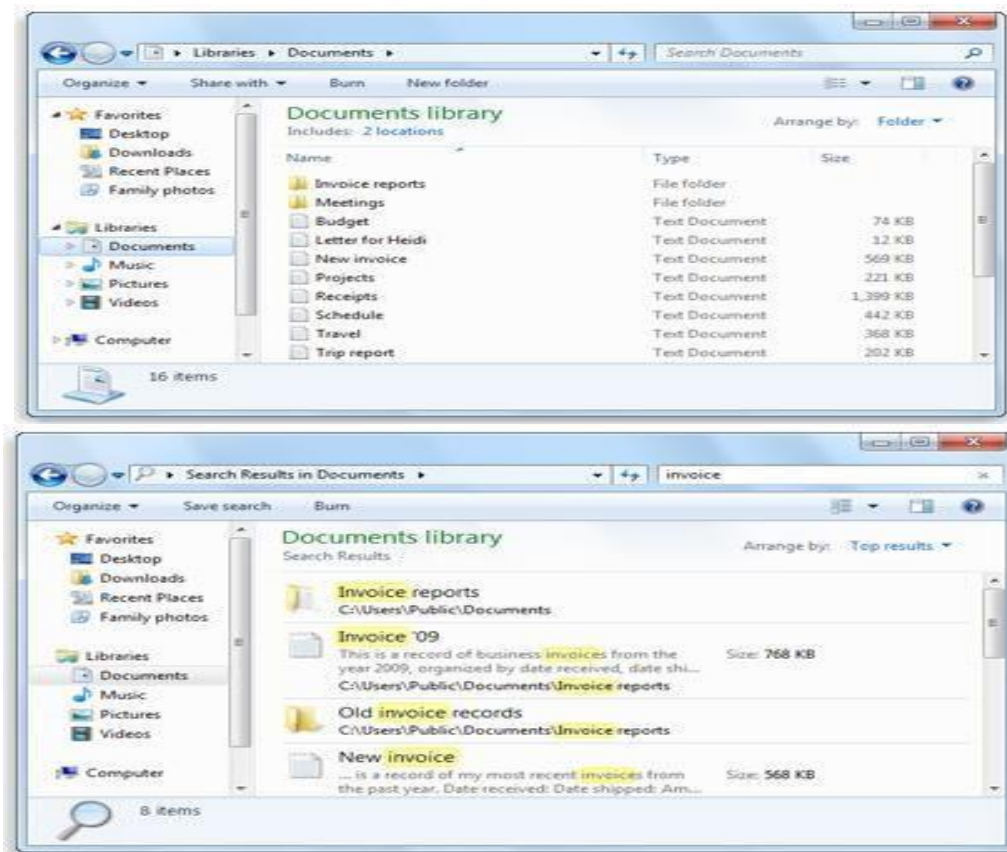 Libraries ▸ Documents ▸ Search Documents
Organize Share with Burn New folder
Favorites
Desktop
Downloads
Recent Places
Family photos
Libraries
Documents
Music
Pictures
Videos
Computer
Documents library
Includes: 2 locations
Arrange by: Folder
Name Type Size
Invoice reports File folder
Meetings File folder
Budget Text Document 74 KB
Letter for Heidi Text Document 12 KB
New invoice Text Document 569 KB
Projects Text Document 221 KB
Receipts Text Document 1,399 KB
Schedule Text Document 442 KB
Travel Text Document 368 KB
Trip report Text Document 202 KB
16 items
Search Results in Documents ▸ invoice
Organize Save search Burn
Favorites
Desktop
Downloads
Recent Places
Family photos
Libraries
Documents
Music
Pictures
Videos
Computer
Documents library
Search Results
Arrange by: Top results
Invoice reports
C:\Users\Public\Documents
Invoice '09
This is a record of business invoices from the Size: 768 KB
year 2009, organized by date received, date shi...
C:\Users\Public\Documents\Invoice reports
Old invoice records
C:\Users\Public\Documents\Invoice reports
New invoice
... is a record of my most recent invoices from Size: 568 KB
the past year. Date received: Date shipped: Am...
8 items